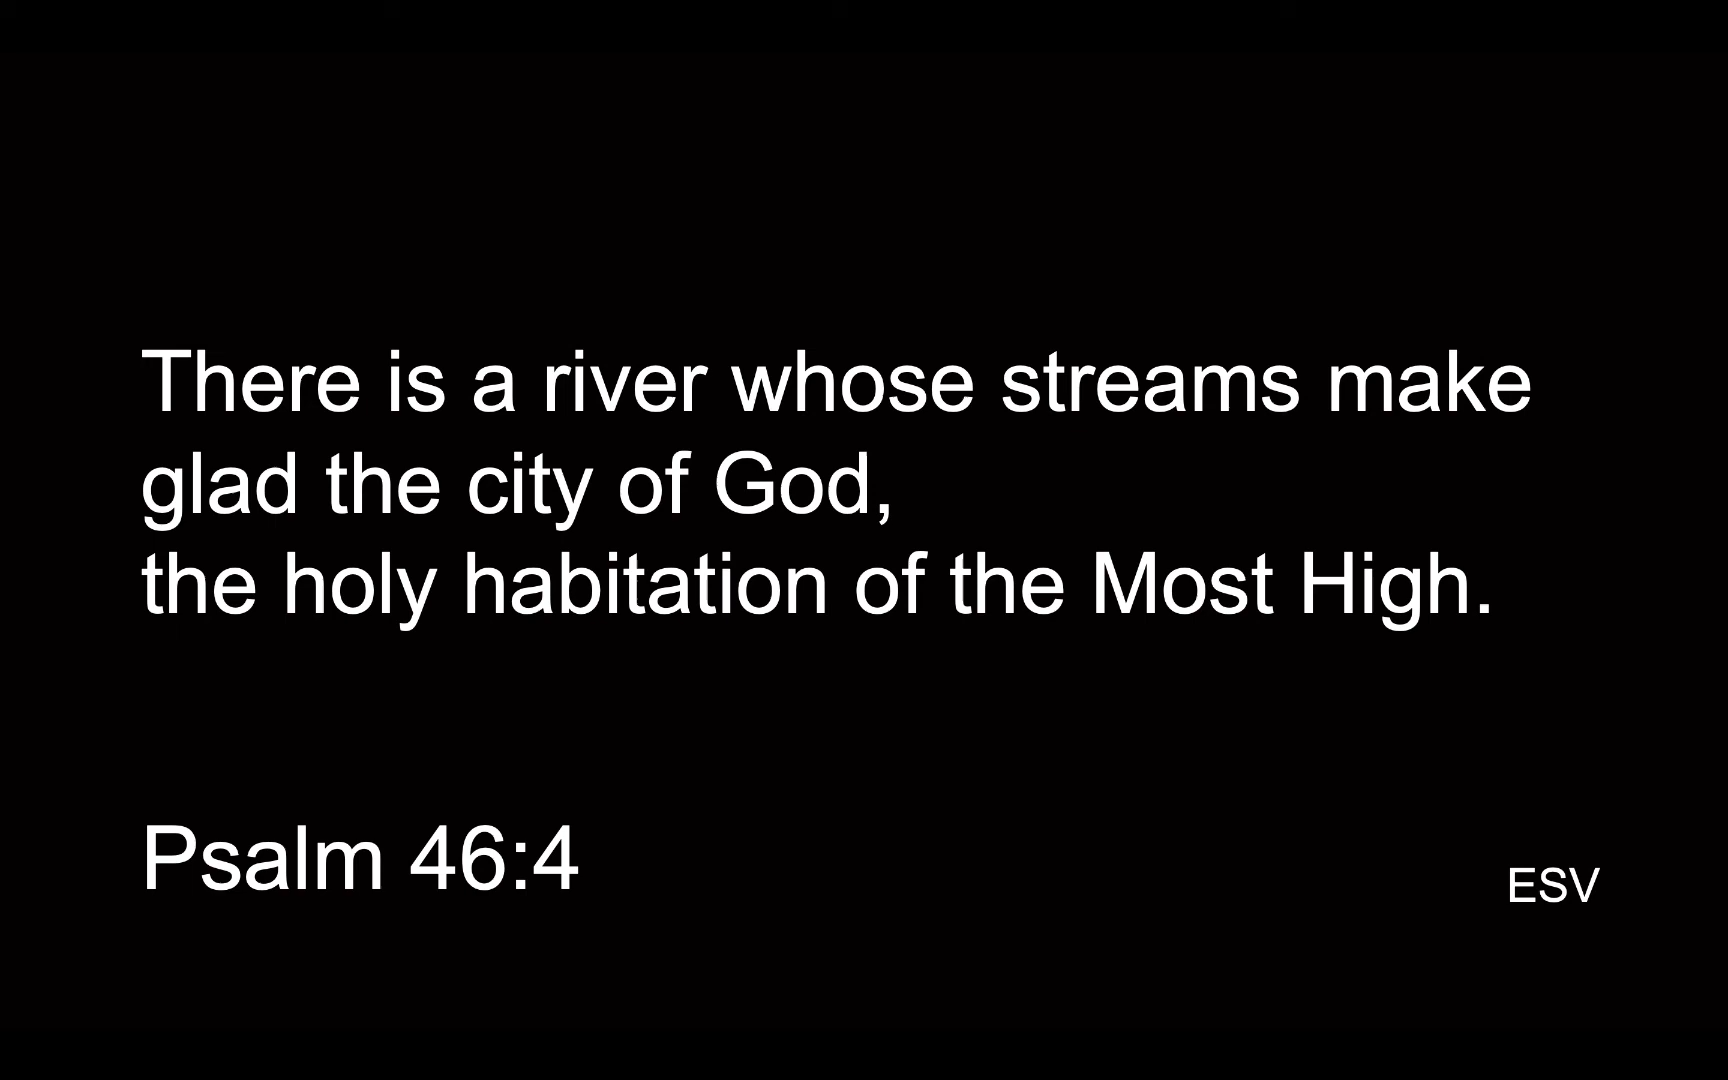 There is a river whose streams make
glad the city of God,
the holy habitation of the Most High.
Psalm 46:4
ESV